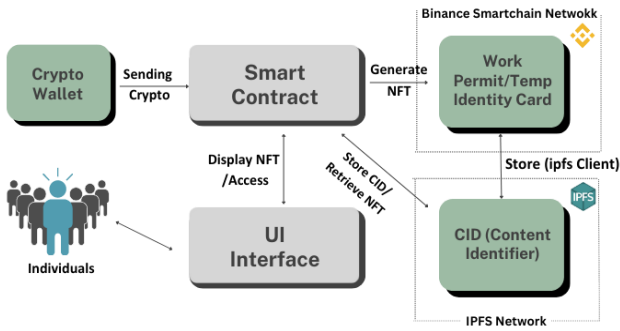 Binance Smartchain Netwokk
Crypto
Wallet
Sending
Crypto
Smart
Contract
Generate
NFT
Work
Permit/Temp
Identity Card
Display NFT
/Access
Store CID/
Retrieve NFT
Store (ipfs Client)
IPFS
Individuals
UI
Interface
CID (Content
Identifier)
IPFS Network